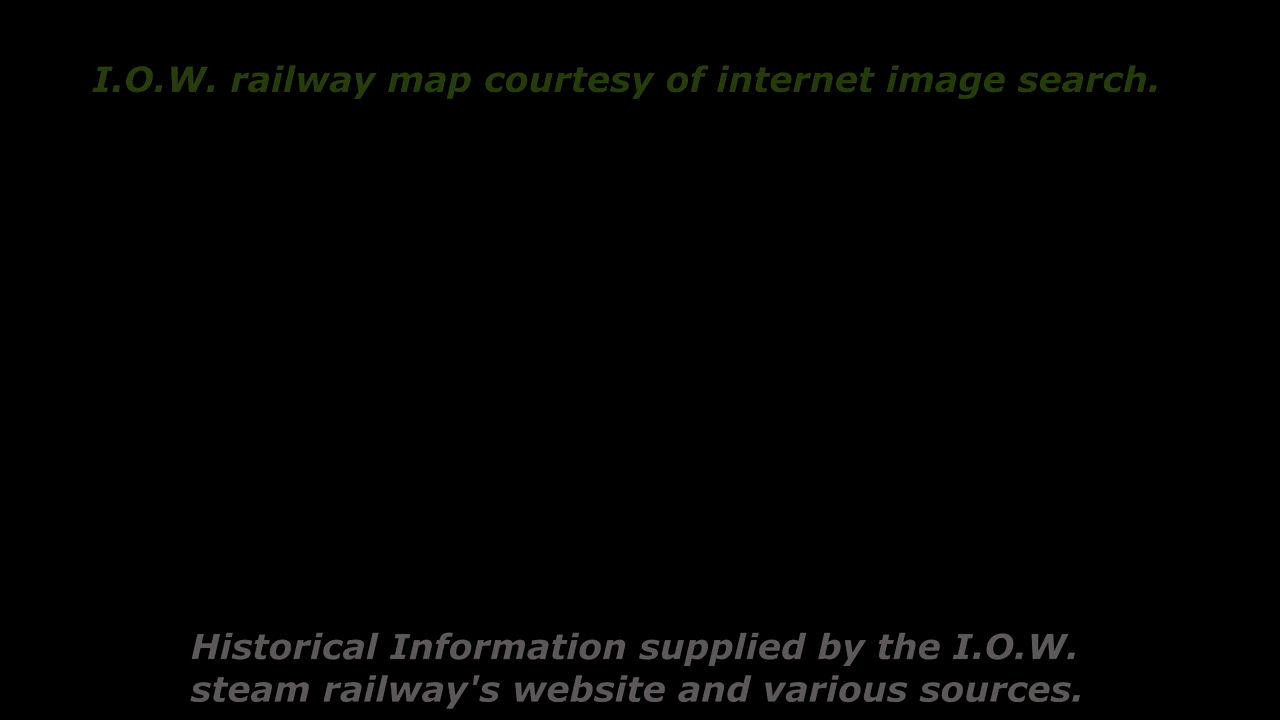 I.O.W. railway map courtesy of internet image search.
Historical Information supplied by the I.O.W.
steam railway's website and various sources.